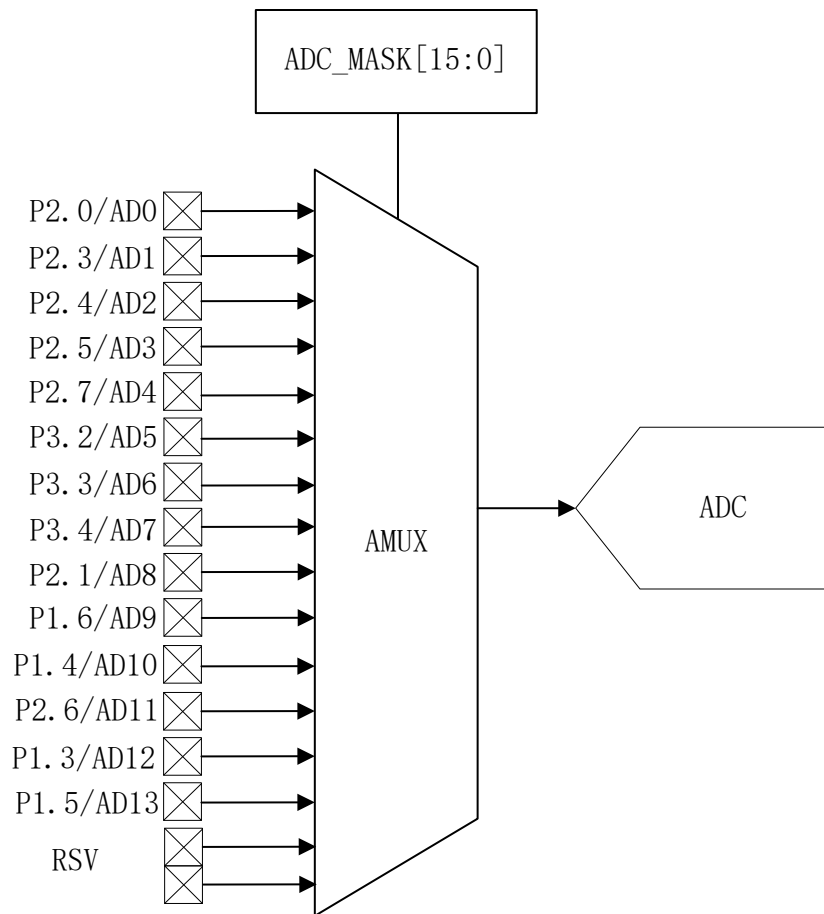 ADC_MASK[15:0]
P2.0/AD0
P2.3/AD1
P2.4/AD2
P2.5/AD3
P2.7/AD4
P3.2/AD5
P3.3/AD6
P3.4/AD7
P2.1/AD8
P1.6/AD9
P1.4/AD10
P2.6/AD11
P1.3/AD12
P1.5/AD13
RSV
AMUX
ADC